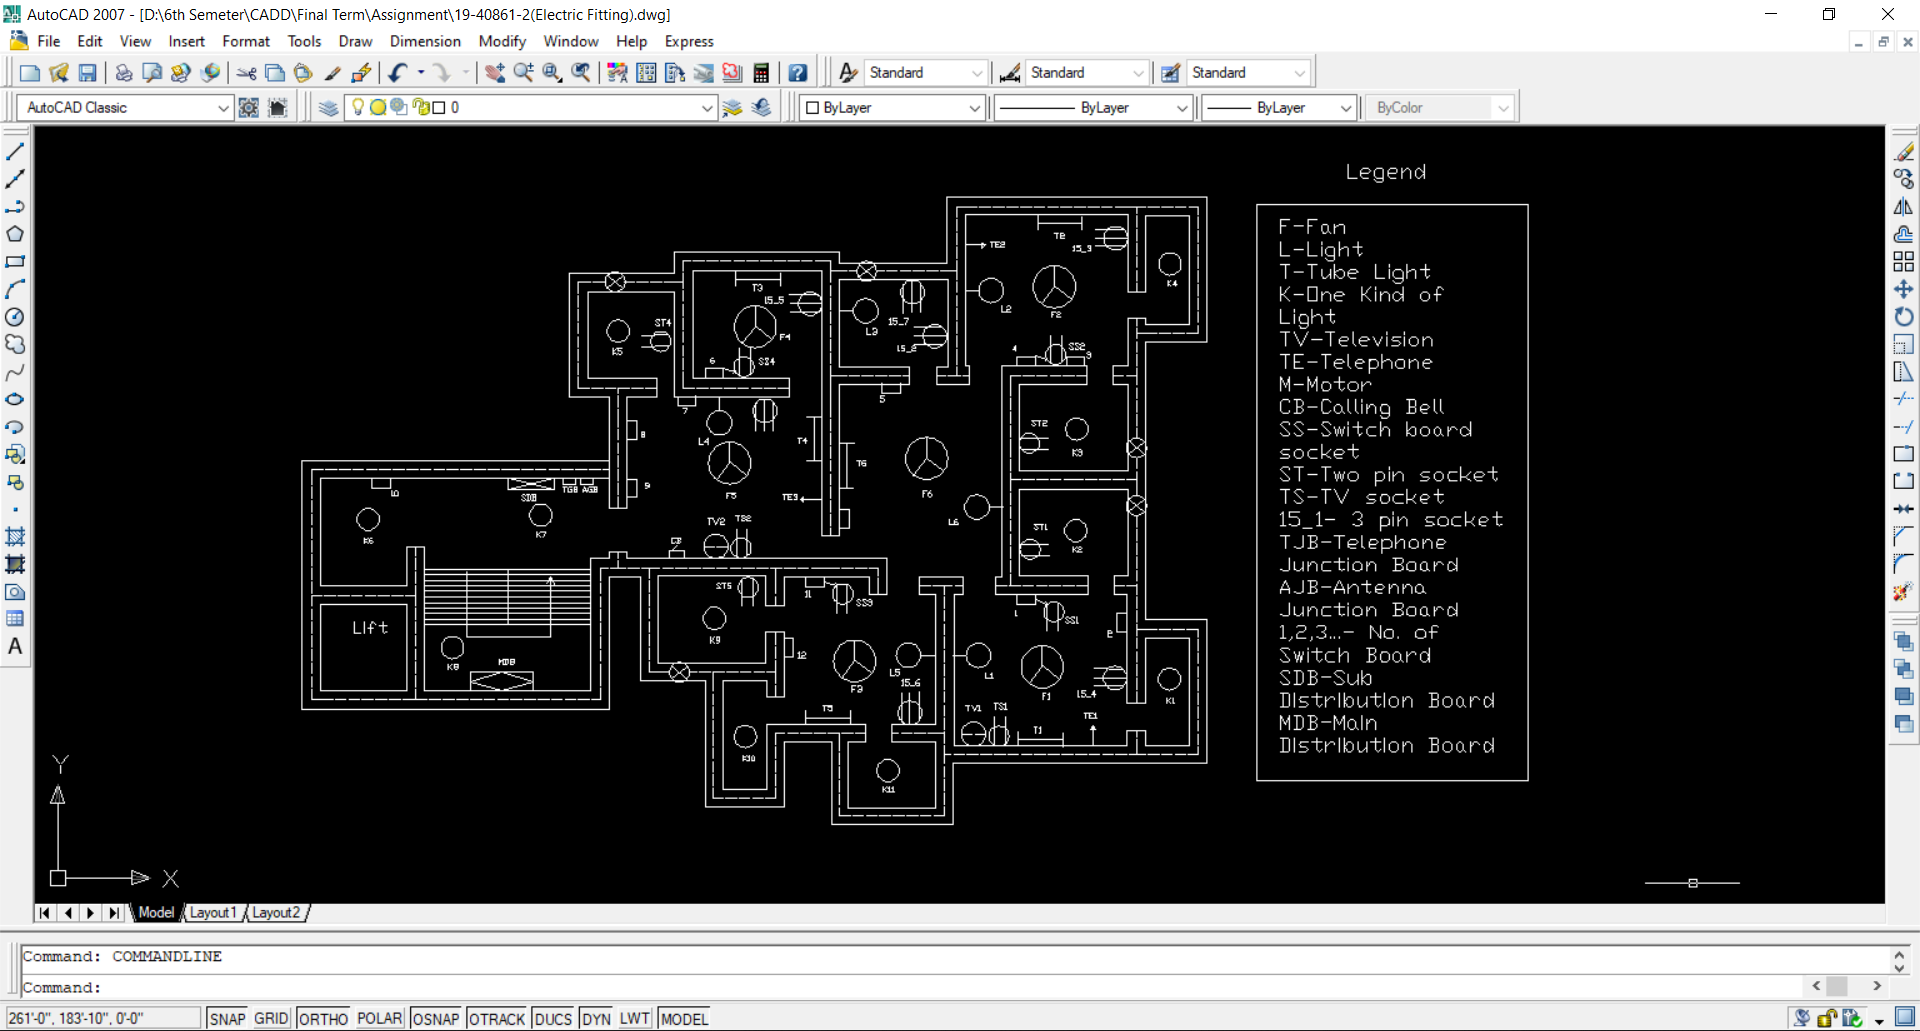 AutoCAD 2007 - [D:\6th Semeter\CADD\Final Term\Assignment\19-40861-2(Electric Fitting).dwg]
File Edit View Insert Format Tools Draw Dimension Modify Window Help Express
Standard Standard Standard
AutoCAD Classic 0 ByLayer ByLayer ByLayer ByColor
Legend
F-Fan
L-Light
T-Tube Light
K-One Kind of
Light
TV-Television
TE-Telephone
M-Motor
CB-Calling Bell
SS-Switch board
socket
ST-Two pin socket
TS-TV socket
15_1- 3 pin socket
TJB-Telephone
Junction Board
AJB-Antenna
Junction Board
1,2,3...- No. of
Switch Board
SDB-Sub
Distribution Board
MDB-Main
Distribution Board
T2
TE2
15_3
K4
T3
15_5
L2
F2
ST4
F4
L3
15_7
K5
6
SS4
15_8
4
SS2
3
7
5
8
L4
T4
ST2
K3
T6
9
F5
TE3
F6
L6
10
SDB
TGB AGB
K6
K7
TV2 TS2
CB
ST1
K2
ST5
11
SS3
1
SS1
2
Lift
K9
12
K8
MDB
F3
L5
15_6
L1
F1
15_4
K1
T5
TV1 TS1
T1
TE1
K10
K11
Y
X
Model Layout1 Layout2
Command: COMMANDLINE
Command:
261'-0", 183'-10", 0'-0" SNAP GRID ORTHO POLAR OSNAP OTRACK DUCS DYN LWT MODEL